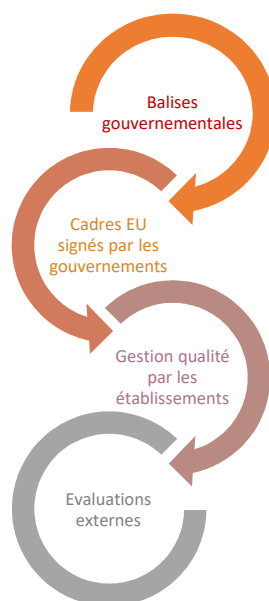 Balises
gouvernementales
Cadres EU
signés par les
gouvernements
Gestion qualité
par les
établissements
Evaluations
externes